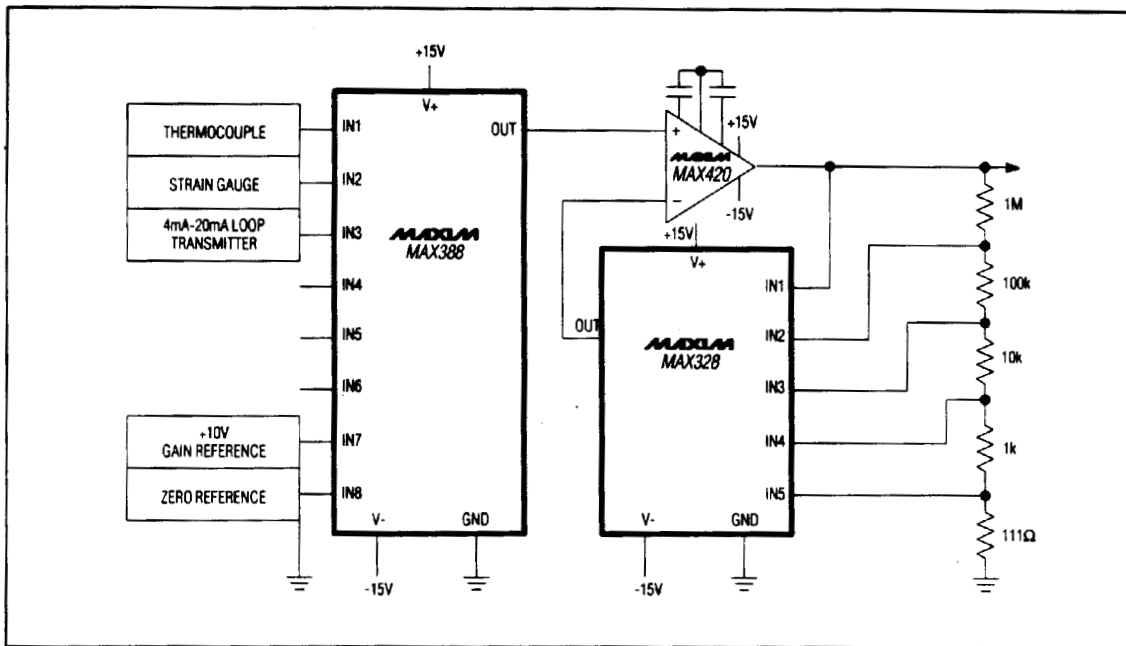 +15V
V+
THERMOCOUPLE
IN1
OUT
STRAIN GAUGE
IN2
4mA-20mA LOOP
TRANSMITTER
IN3
MAXIM
MAX388
IN4
IN5
IN6
+10V
GAIN REFERENCE
IN7
ZERO REFERENCE
IN8
V-
GND
-15V
+
+15V
MAXIM
MAX420
−
-15V
+15V
V+
IN1
OUT
IN2
MAXIM
MAX328
IN3
IN4
IN5
V-
GND
-15V
1M
100k
10k
1k
111Ω